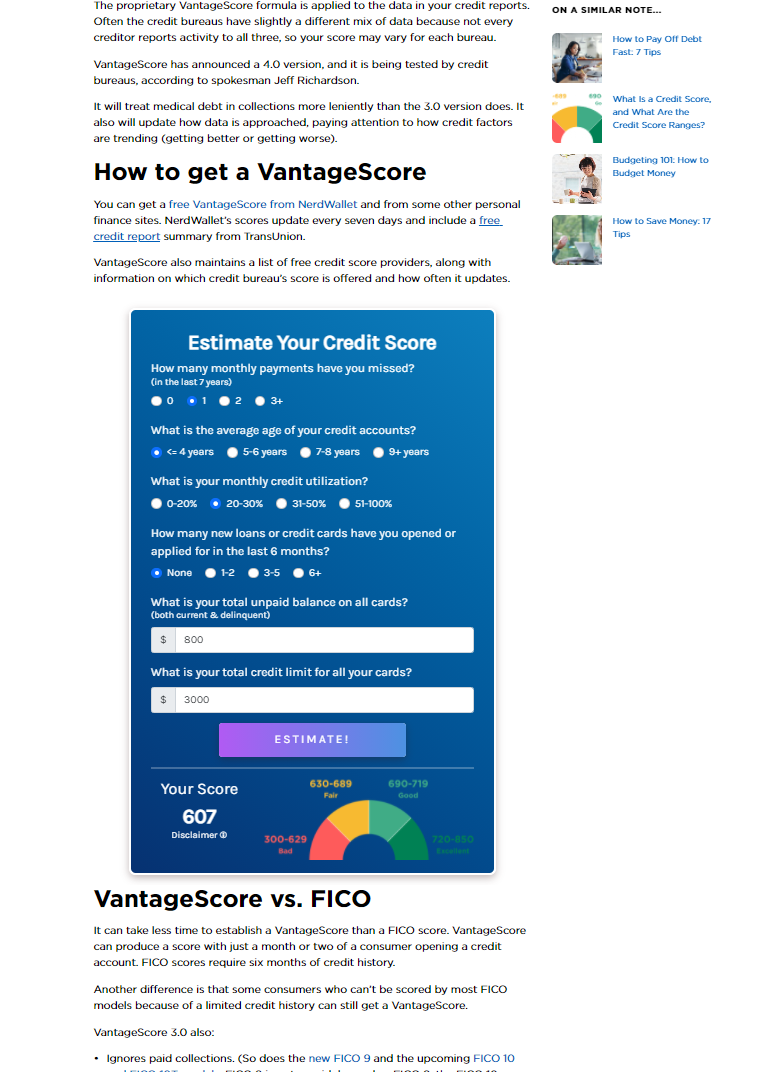 The proprietary VantageScore formula is applied to the data in your credit reports.
Often the credit bureaus have slightly a different mix of data because not every
creditor reports activity to all three, so your score may vary for each bureau.
VantageScore has announced a 4.0 version, and it is being tested by credit
bureaus, according to spokesman Jeff Richardson.
It will treat medical debt in collections more leniently than the 3.0 version does. It
also will update how data is approached, paying attention to how credit factors
are trending (getting better or getting worse).
How to get a VantageScore
You can get a free VantageScore from NerdWallet and from some other personal
finance sites. NerdWallet's scores update every seven days and include a free
credit report summary from TransUnion.
VantageScore also maintains a list of free credit score providers, along with
information on which credit bureau's score is offered and how often it updates.
Estimate Your Credit Score
How many monthly payments have you missed?
(in the last 7 years)
0 1 2 3+
What is the average age of your credit accounts?
<= 4 years 5-6 years 7-8 years 9+ years
What is your monthly credit utilization?
0-20% 20-30% 31-50% 51-100%
How many new loans or credit cards have you opened or
applied for in the last 6 months?
None 1-2 3-5 6+
What is your total unpaid balance on all cards?
(both current & delinquent)
$ 800
What is your total credit limit for all your cards?
$ 3000
ESTIMATE!
Your Score
607
Disclaimer
630-689
Fair
690-719
Good
300-629
Bad
720-850
Excellent
VantageScore vs. FICO
It can take less time to establish a VantageScore than a FICO score. VantageScore
can produce a score with just a month or two of a consumer opening a credit
account. FICO scores require six months of credit history.
Another difference is that some consumers who can't be scored by most FICO
models because of a limited credit history can still get a VantageScore.
VantageScore 3.0 also:
• Ignores paid collections. (So does the new FICO 9 and the upcoming FICO 10
ON A SIMILAR NOTE...
How to Pay Off Debt
Fast: 7 Tips
What Is a Credit Score,
and What Are the
Credit Score Ranges?
Budgeting 101: How to
Budget Money
How to Save Money: 17
Tips